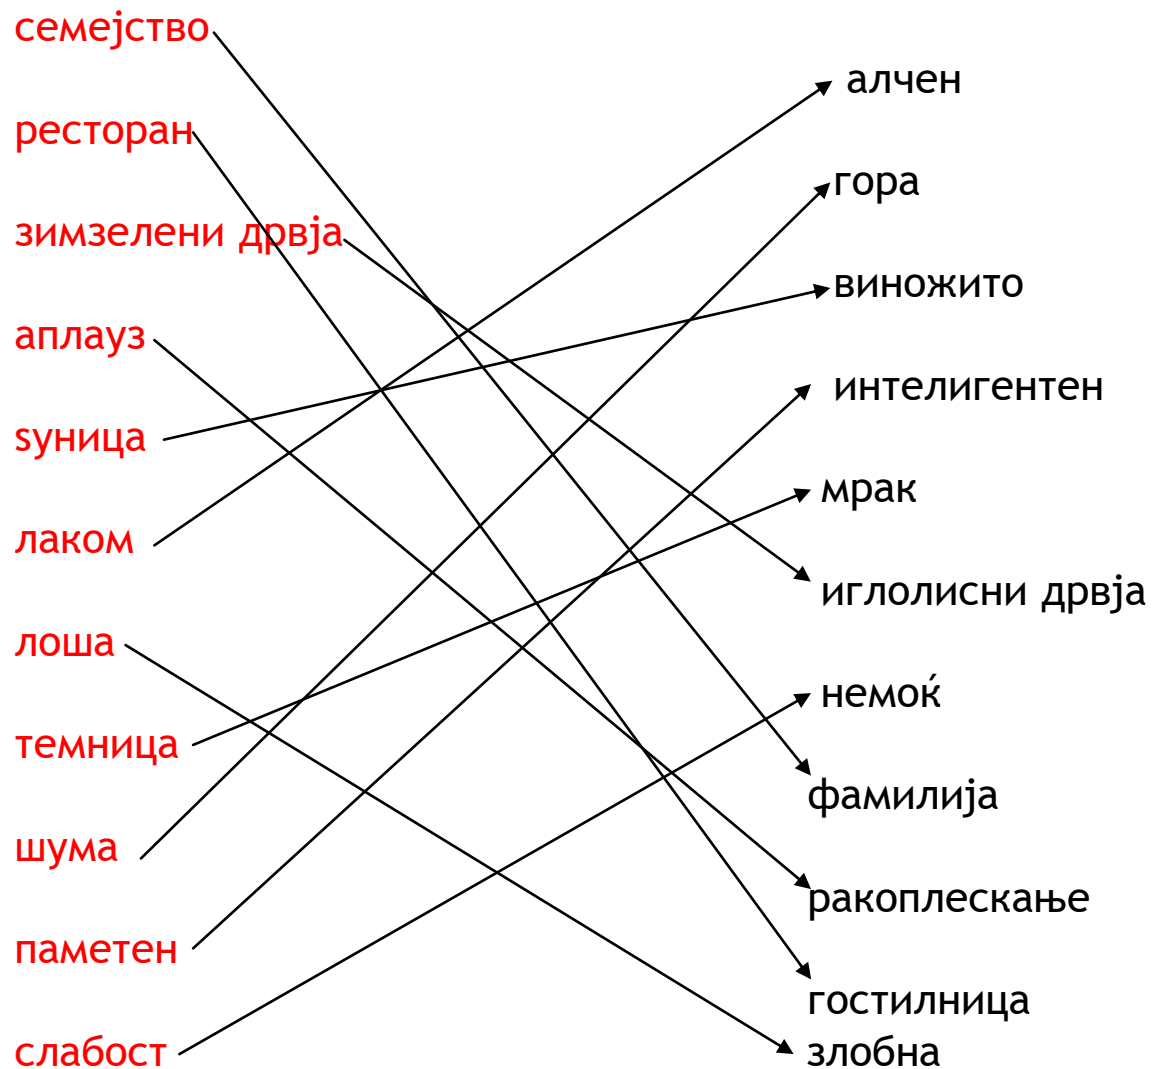 семејство
ресторан
зимзелени дрвја
аплауз
ѕуница
лаком
лоша
темница
шума
паметен
слабост
алчен
гора
виножито
интелигентен
мрак
иглолисни дрвја
немоќ
фамилија
ракоплескање
гостилница
злобна